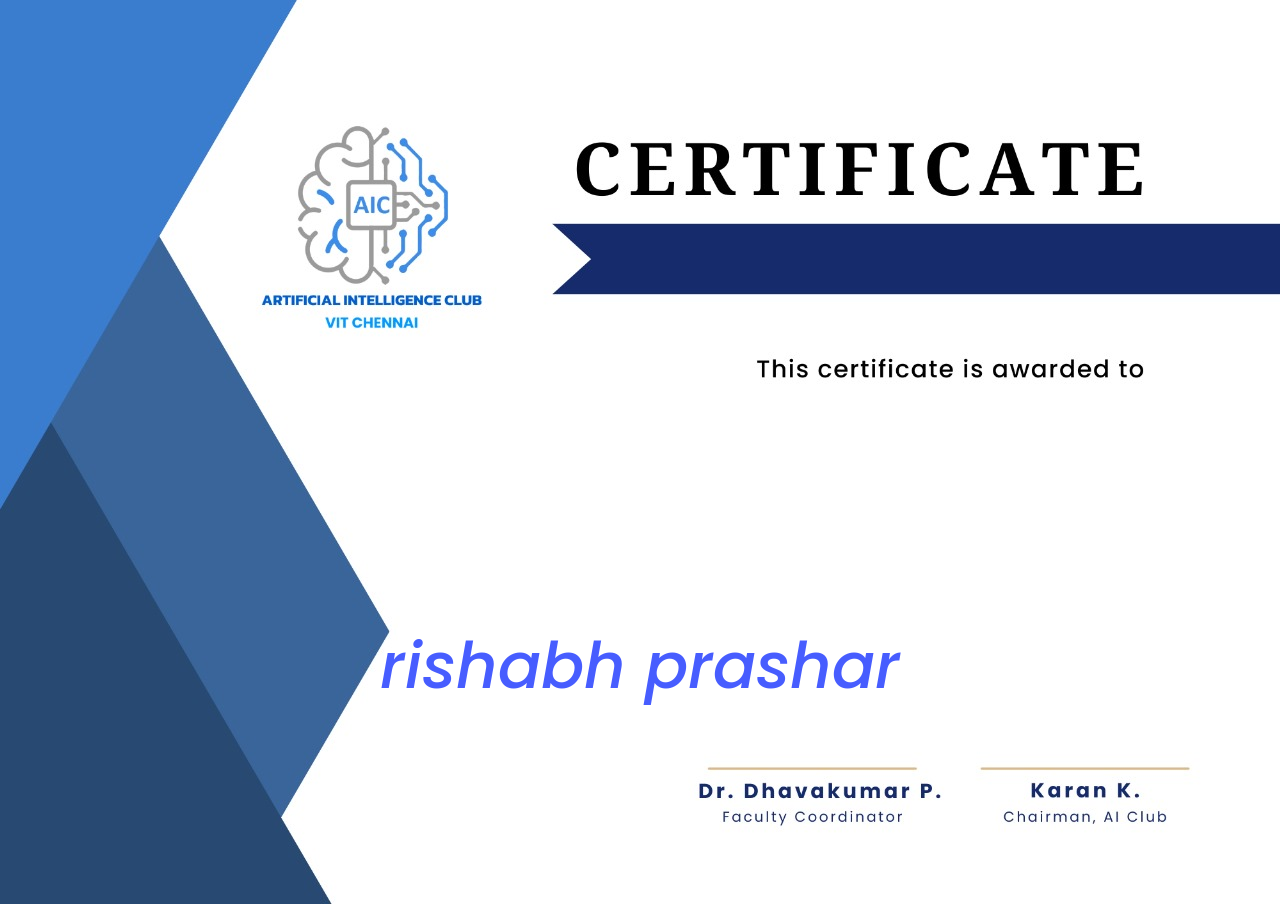 CERTIFICATE
AIC
ARTIFICIAL INTELLIGENCE CLUB
VIT CHENNAI
This certificate is awarded to
rishabh prashar
Dr. Dhavakumar P.
Faculty Coordinator
Karan K.
Chairman, AI Club